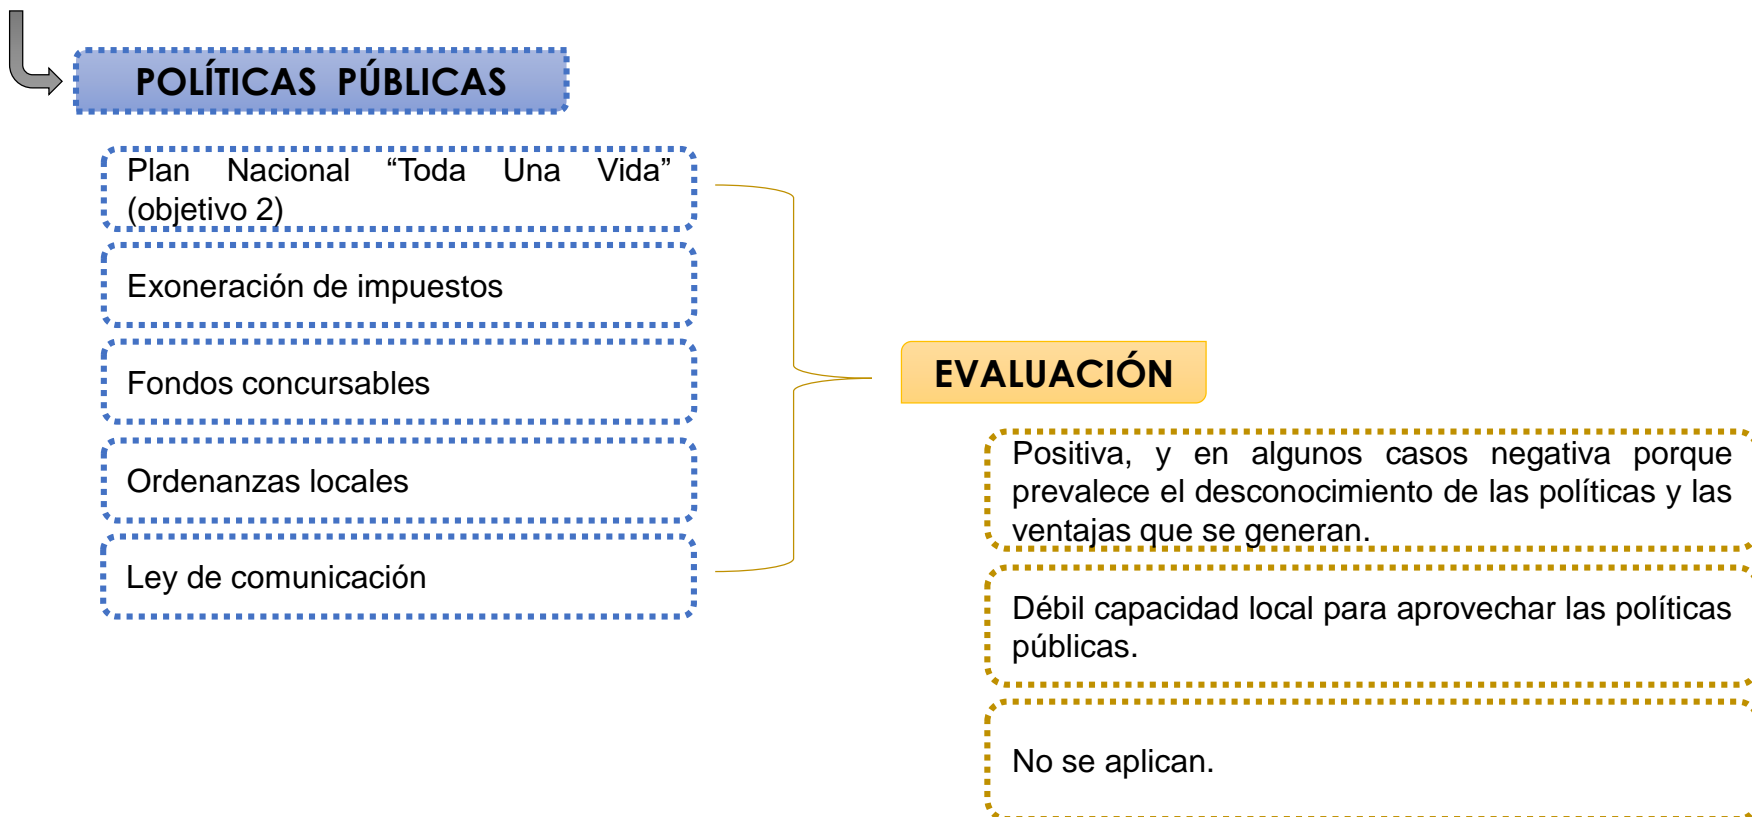 POLÍTICAS PÚBLICAS
Plan Nacional “Toda Una Vida”
(objetivo 2)
Exoneración de impuestos
Fondos concursables
Ordenanzas locales
Ley de comunicación
EVALUACIÓN
Positiva, y en algunos casos negativa porque
prevalece el desconocimiento de las políticas y las
ventajas que se generan.
Débil capacidad local para aprovechar las políticas
públicas.
No se aplican.